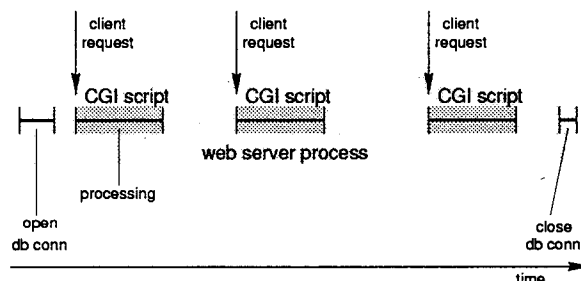 client
request
client
request
client
request
CGI script
CGI script
CGI script
web server process
processing
open
db conn
close
db conn
time